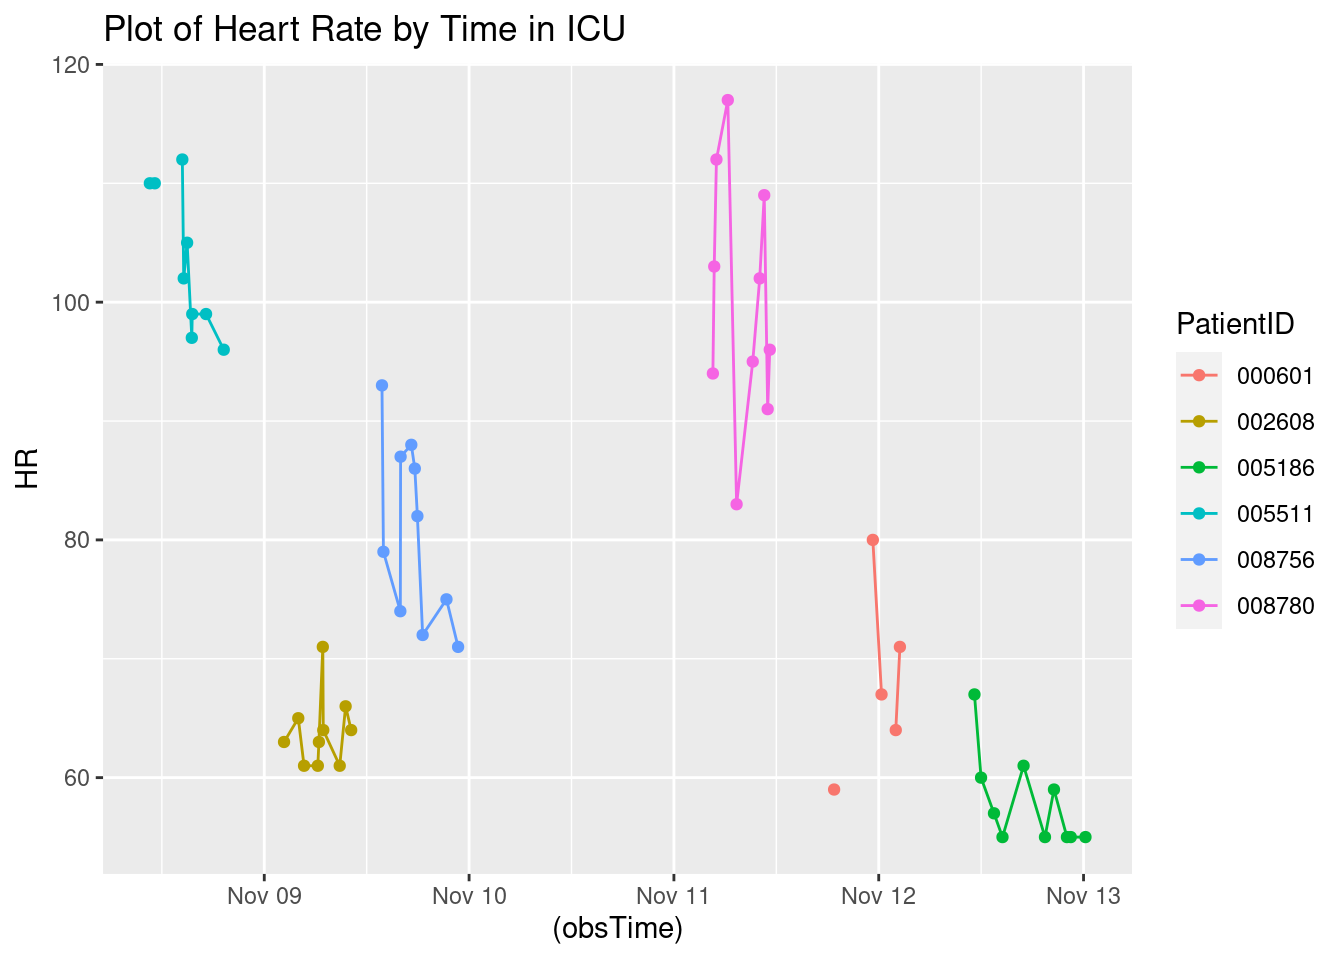 Plot of Heart Rate by Time in ICU
120
100
80
60
HR
Nov 09
Nov 10
Nov 11
Nov 12
Nov 13
(obsTime)
PatientID
000601
002608
005186
005511
008756
008780